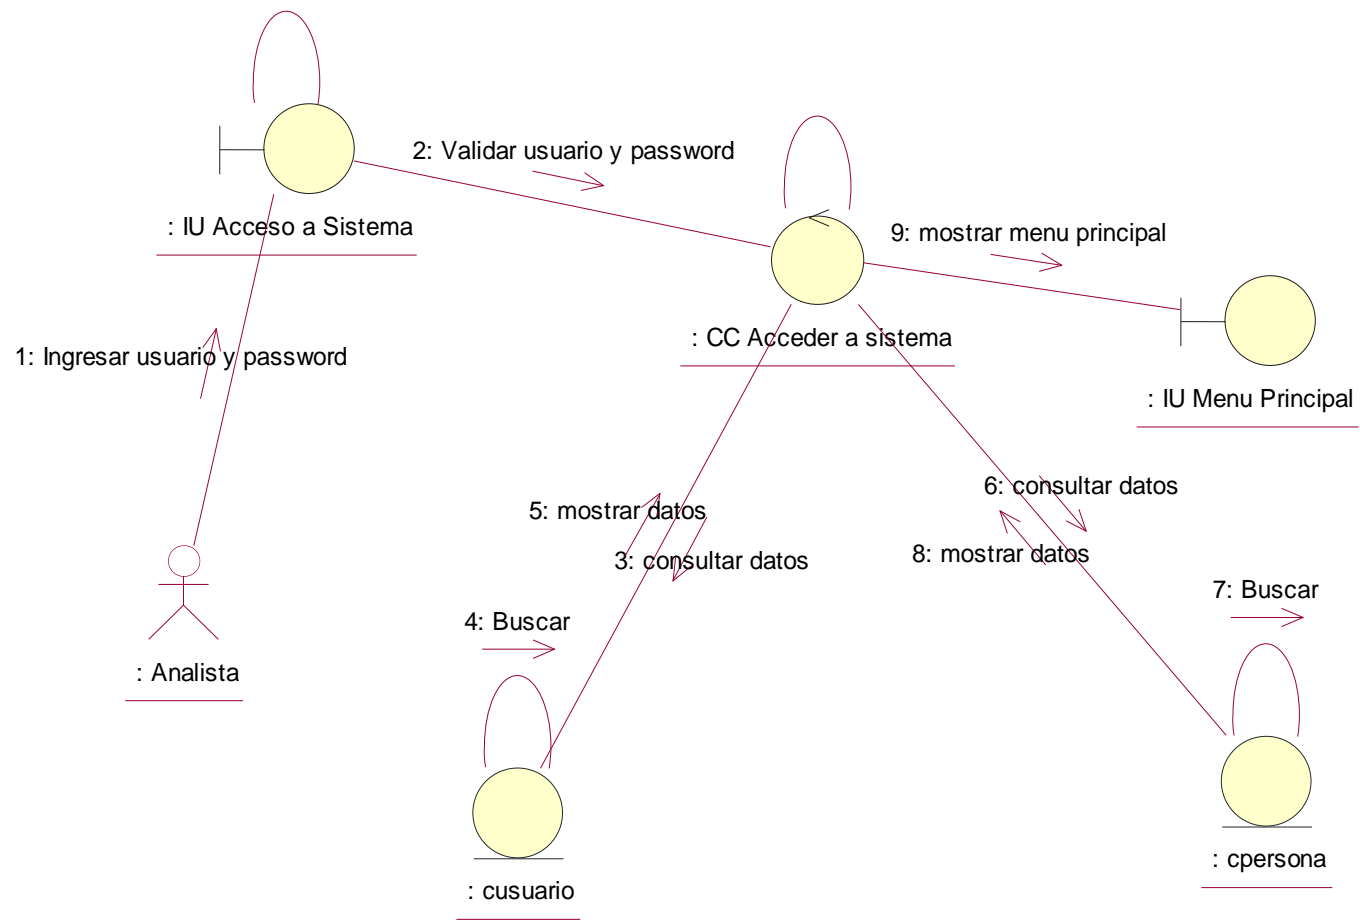 2: Validar usuario y password
: IU Acceso a Sistema
9: mostrar menu principal
: CC Acceder a sistema
1: Ingresar usuario y password
: IU Menu Principal
6: consultar datos
5: mostrar datos
8: mostrar datos
3: consultar datos
7: Buscar
4: Buscar
: Analista
: cpersona
: cusuario